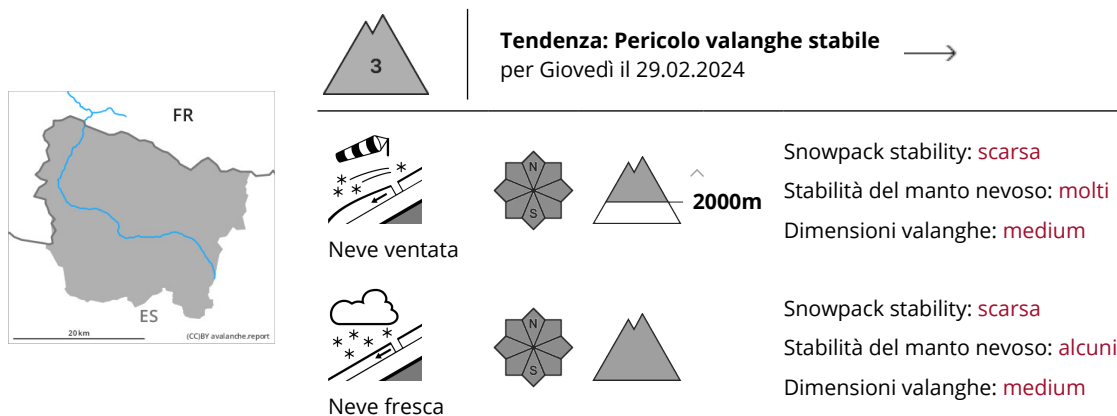 3
Tendenza: Pericolo valanghe stabile
per Giovedì il 29.02.2024
FR
ES
20 km
(CC)BY avalanche.report
N
S
2000m
Neve ventata
Snowpack stability: scarsa
Stabilità del manto nevoso: molti
Dimensioni valanghe: medium
N
S
Neve fresca
Snowpack stability: scarsa
Stabilità del manto nevoso: alcuni
Dimensioni valanghe: medium